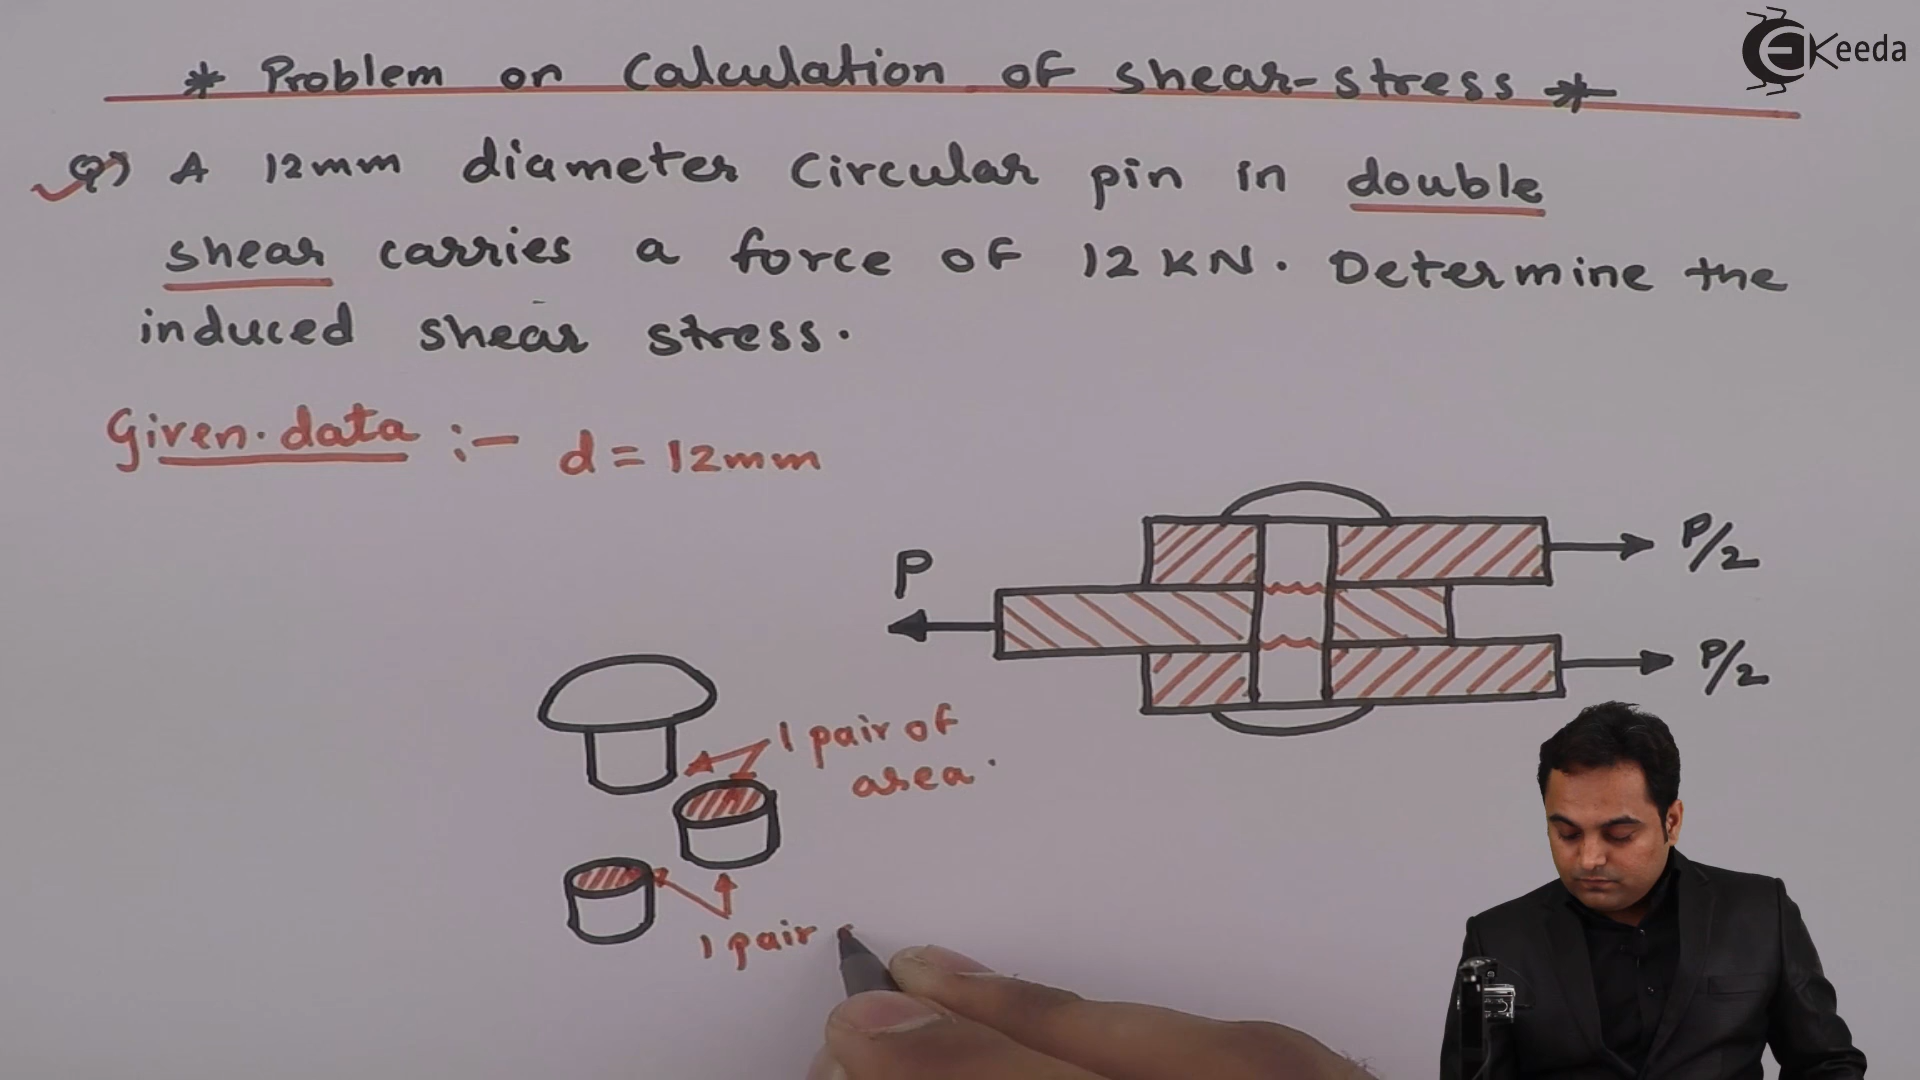 EKeeda
* Problem on Calculation of shear-stress *
Q) A 12mm diameter circular pin in double
shear carries a force of 12 KN. Determine the
induced shear stress.
Given data :- d = 12mm
P
P/2
P/2
1 pair of
area.
1 pair